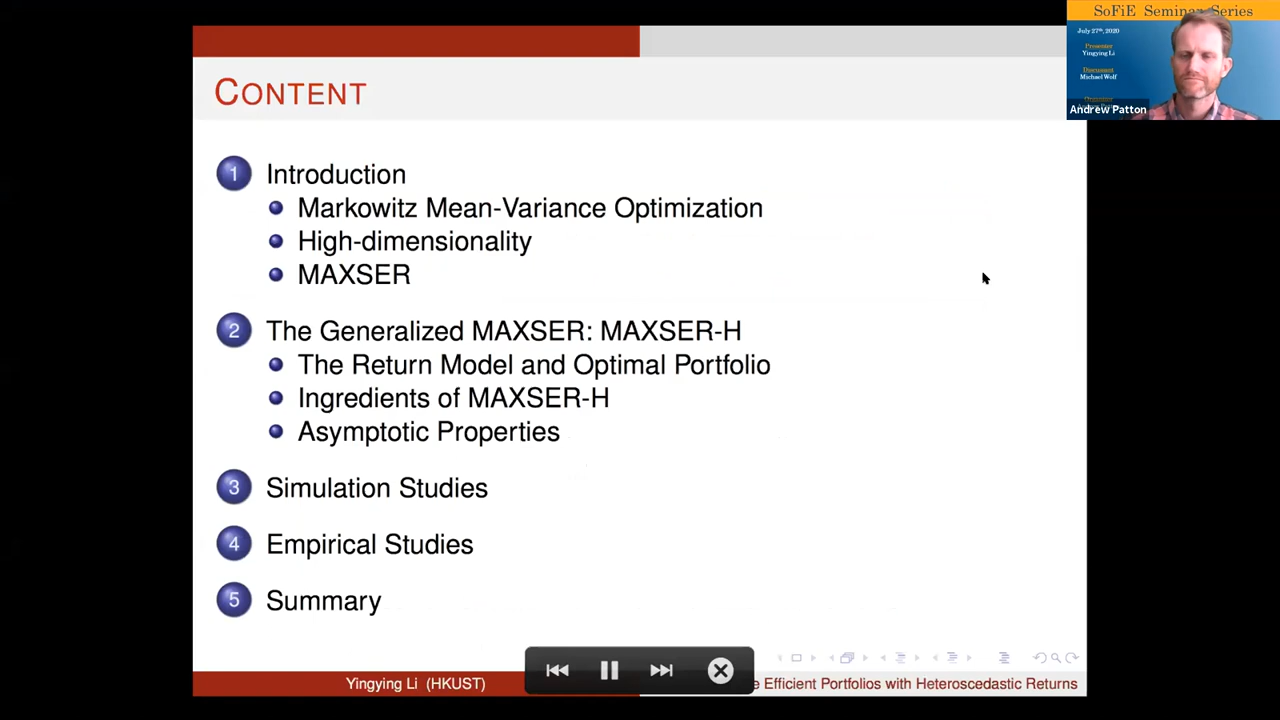 SoFiE Seminar Series
July 27th, 2020
Presenter
Yingying Li
Discussant
Michael Wolf
Andrew Patton
CONTENT
1 Introduction
Markowitz Mean-Variance Optimization
High-dimensionality
MAXSER
2 The Generalized MAXSER: MAXSER-H
The Return Model and Optimal Portfolio
Ingredients of MAXSER-H
Asymptotic Properties
3 Simulation Studies
4 Empirical Studies
5 Summary
Yingying Li (HKUST)
Efficient Portfolios with Heteroscedastic Returns